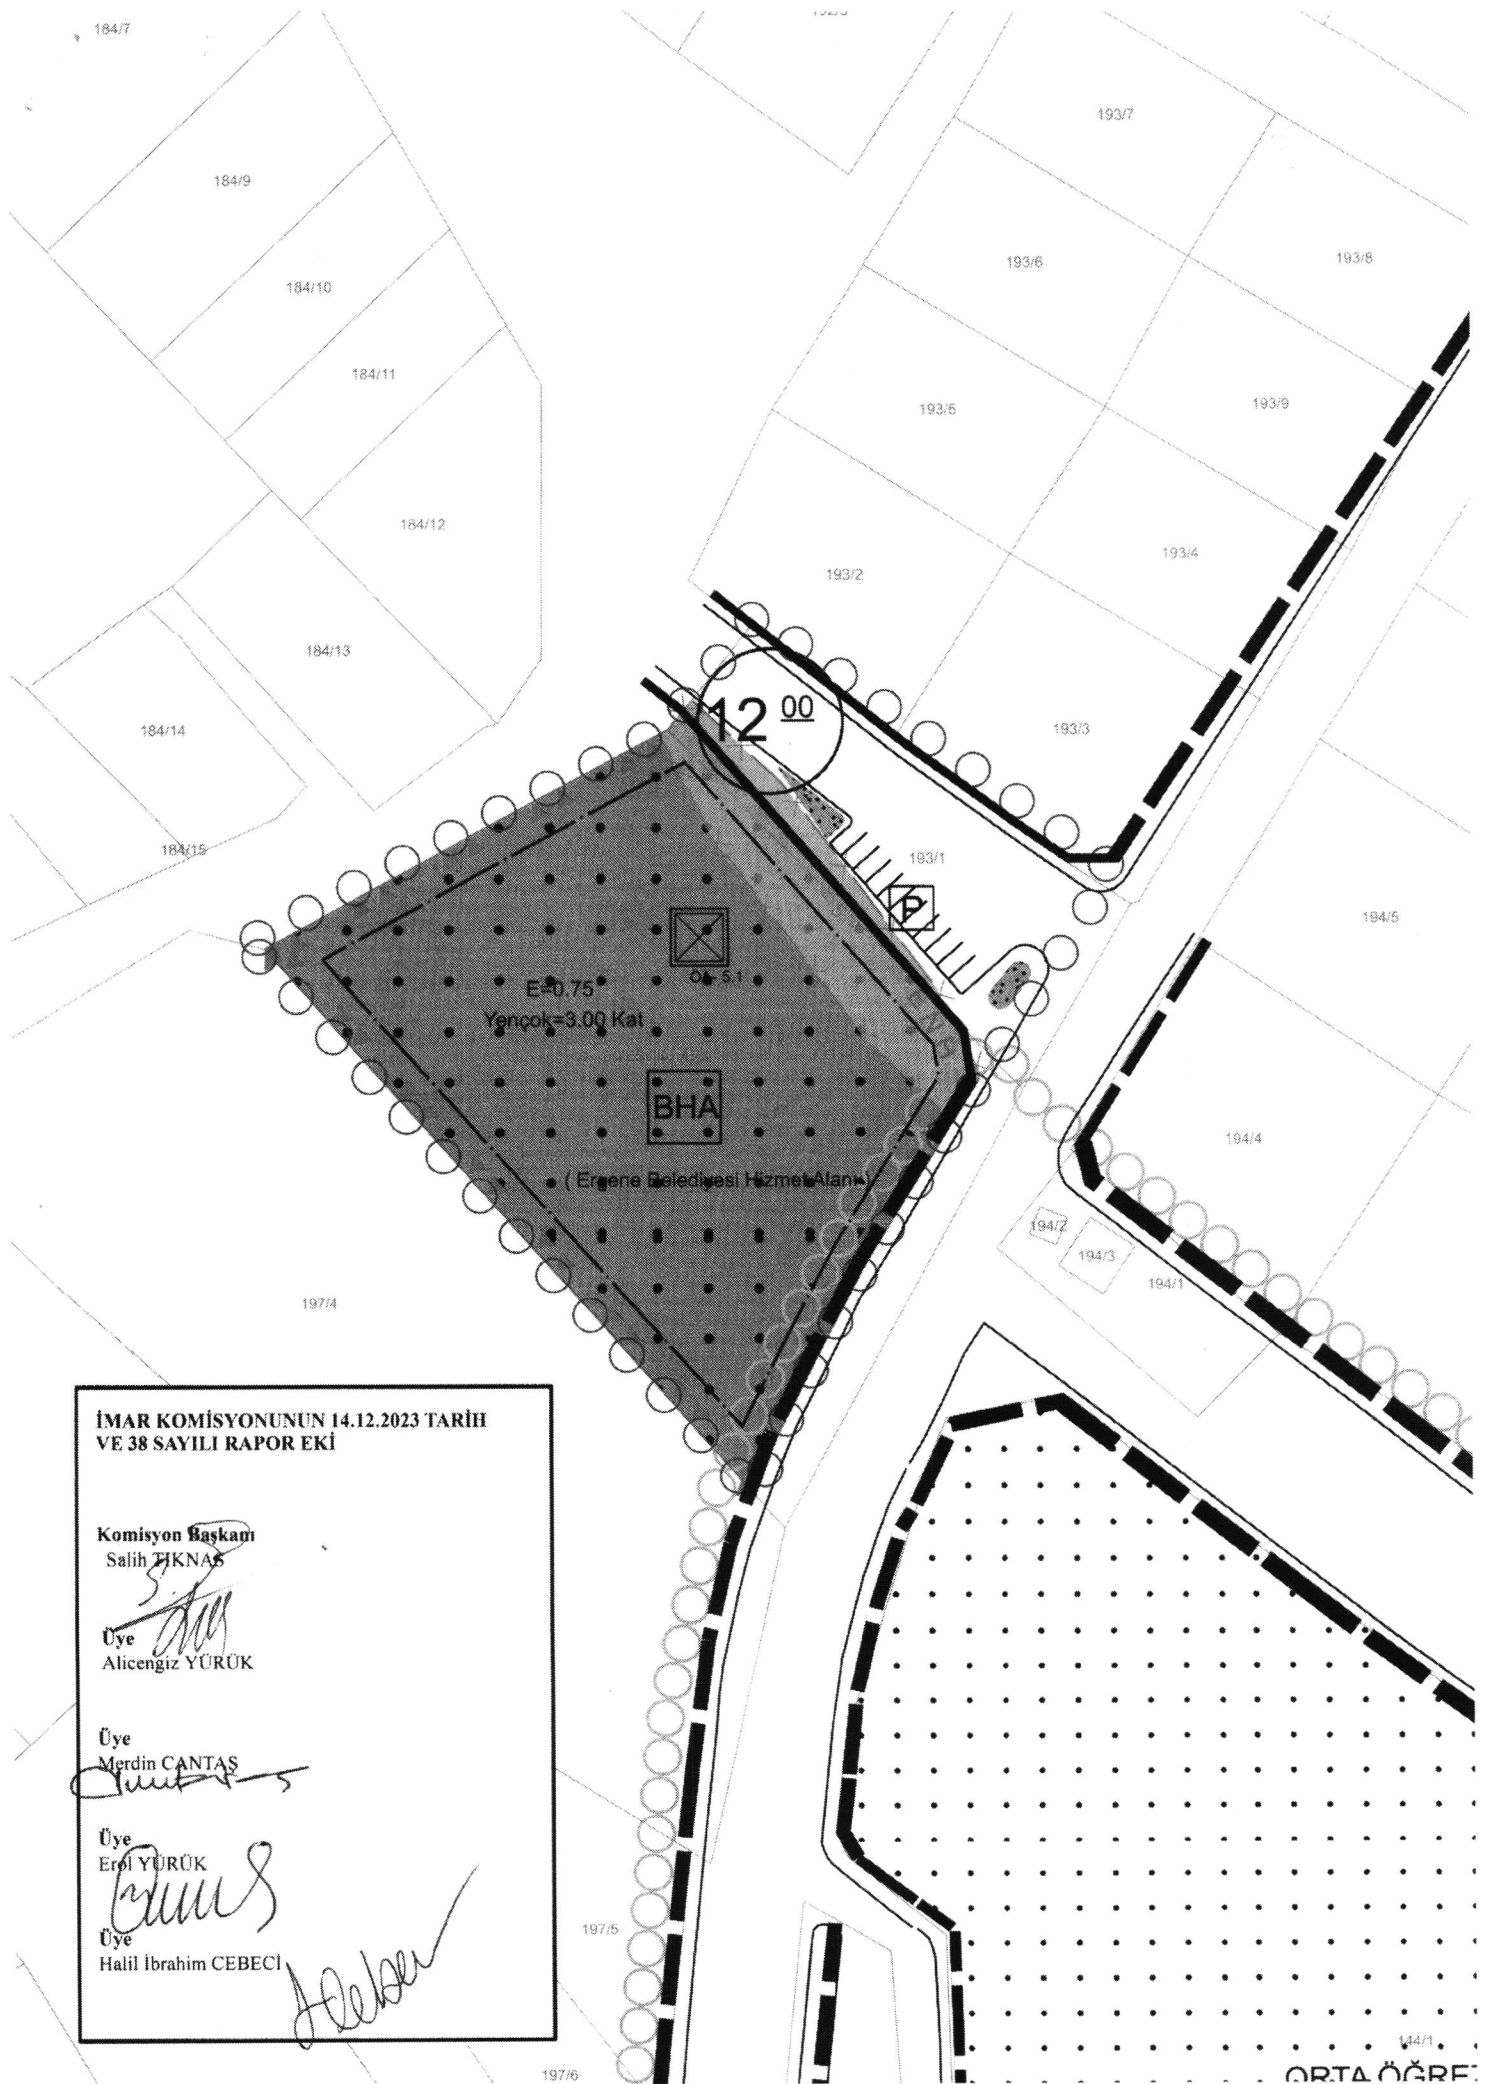 184/7
193/7
184/9
193/6
193/8
184/10
184/11
193/5
193/9
184/12
193/4
193/2
184/13
12 00
184/14
193/3
184/15
193/1
P
194/5
E=0.75
Yençok=3.00 Kat
BHA
( Ergene Belediyesi Hizmet Alanı )
194/4
194/2
194/3
194/1
197/4
İMAR KOMİSYONUNUN 14.12.2023 TARİH
VE 38 SAYILI RAPOR EKİ
Komisyon Başkanı
Salih TIKNAS
Üye
Alicengiz YÜRÜK
Üye
Merdin CANTAŞ
Üye
Erol YÜRÜK
Üye
Halil İbrahim CEBECİ
197/5
197/6
144/1
ORTA ÖĞRET